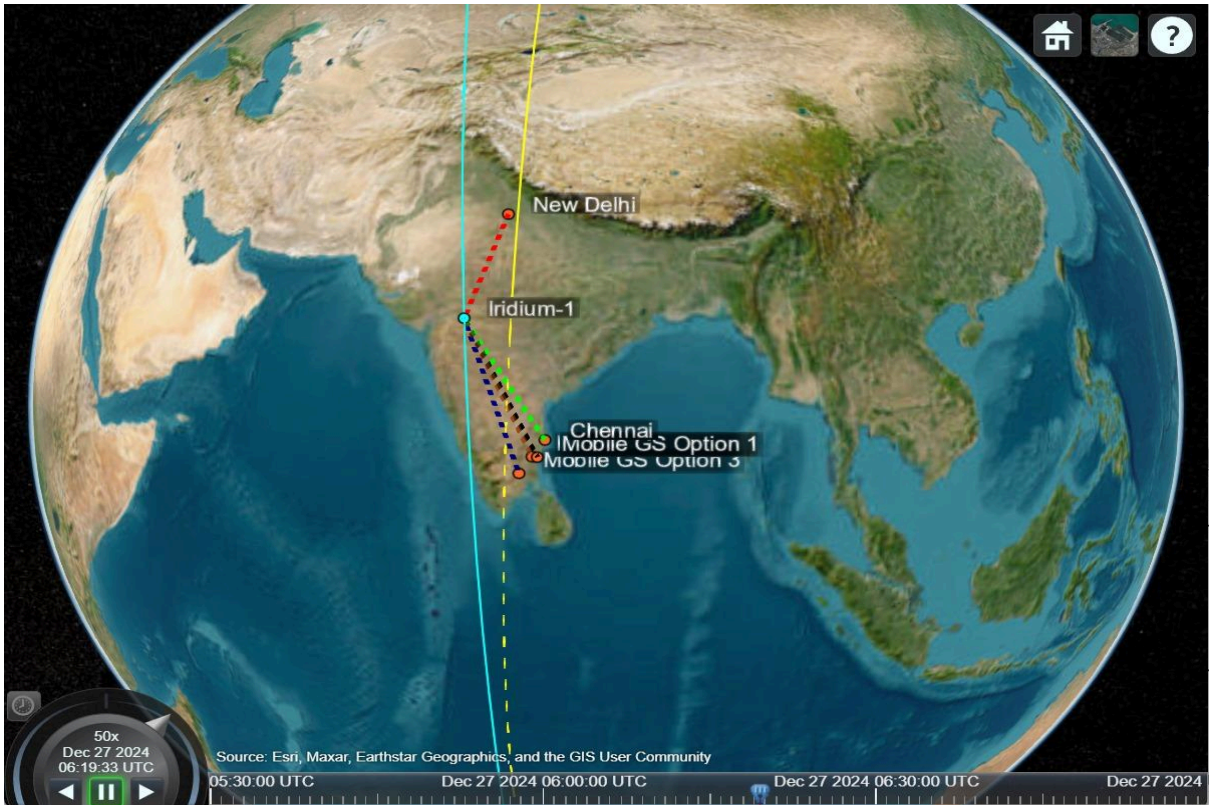 ?
New Delhi
Iridium-1
Chennai
Mobile GS Option 1
Mobile GS Option 3
50x
Dec 27 2024
06:19:33 UTC
Source: Esri, Maxar, Earthstar Geographics, and the GIS User Community
05:30:00 UTC Dec 27 2024 06:00:00 UTC Dec 27 2024 06:30:00 UTC Dec 27 2024